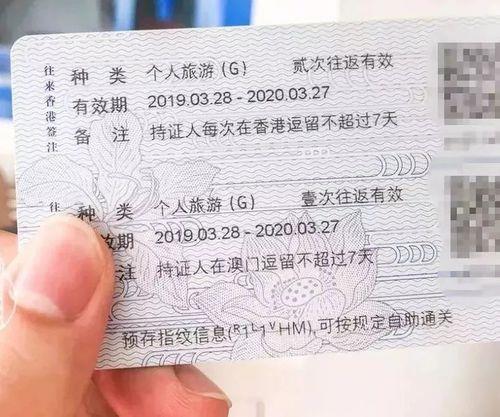 往来香港签注
种 类 个人旅游(G) 贰次往返有效
有效期 2019.03.28 - 2020.03.27
备 注 持证人每次在香港逗留不超过7天
往
种 类 个人旅游(G) 壹次往返有效
效期 2019.03.28 - 2020.03.27
注 持证人在澳门逗留不超过7天
预存指纹信息(ᴿ1ᴸ1ⱽHM),可按规定自助通关